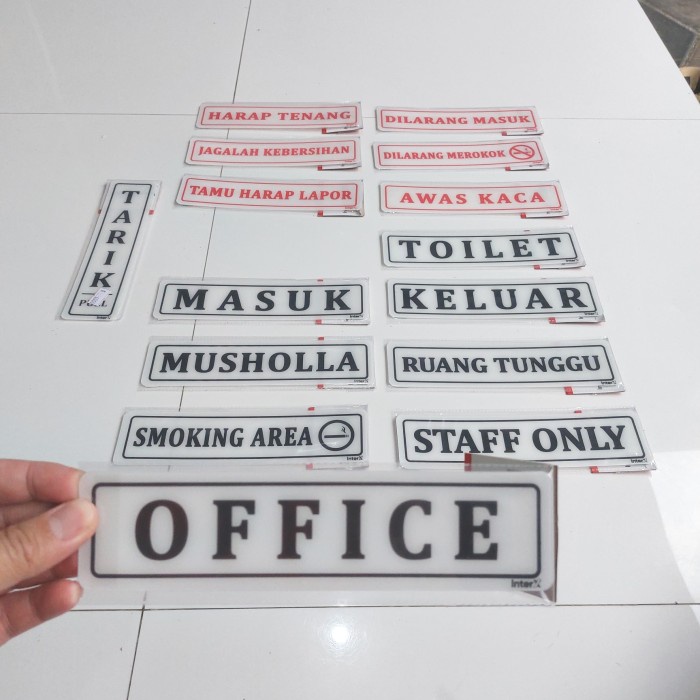 HARAP TENANG
DILARANG MASUK
JAGALAH KEBERSIHAN
DILARANG MEROKOK
TAMU HARAP LAPOR
AWAS KACA
TARIK
TOILET
MASUK
KELUAR
MUSHOLLA
RUANG TUNGGU
SMOKING AREA
STAFF ONLY
OFFICE
InterX